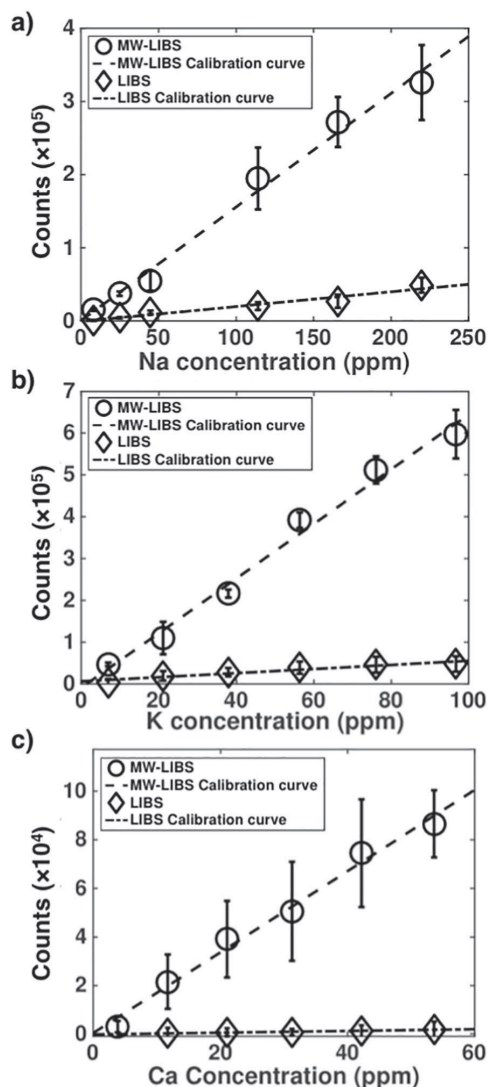 a)
4
MW-LIBS
MW-LIBS Calibration curve
LIBS
LIBS Calibration curve
3
2
1
0
Counts (×10⁵)
0 50 100 150 200 250
Na concentration (ppm)
b)
7
MW-LIBS
MW-LIBS Calibration curve
LIBS
LIBS Calibration curve
6
5
4
3
2
1
0
Counts (×10⁵)
0 20 40 60 80 100
K concentration (ppm)
c)
MW-LIBS
MW-LIBS Calibration curve
LIBS
LIBS Calibration curve
10
8
6
4
2
0
Counts (×10⁴)
0 20 40 60
Ca Concentration (ppm)